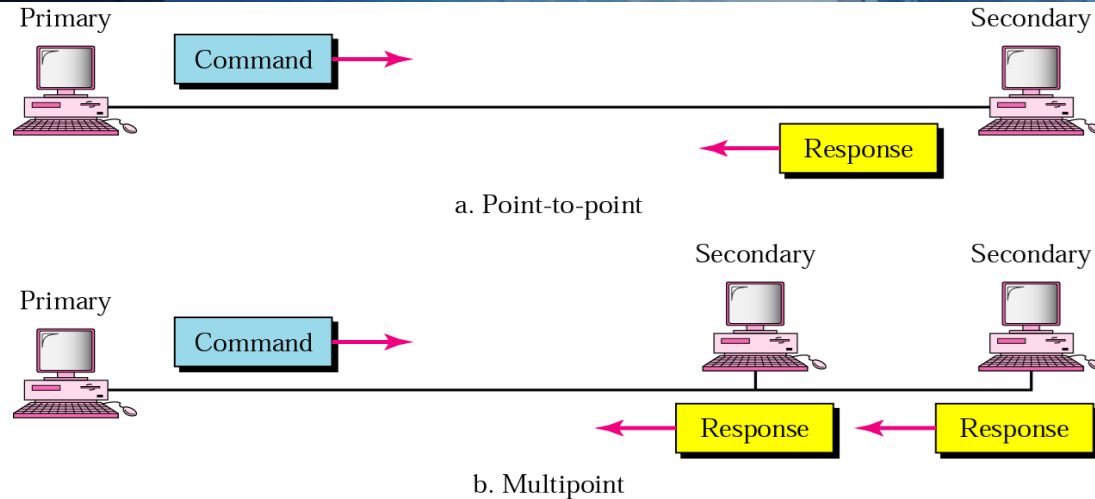 Primary
Secondary
Command
Response
a. Point-to-point
Secondary
Secondary
Primary
Command
Response
Response
b. Multipoint